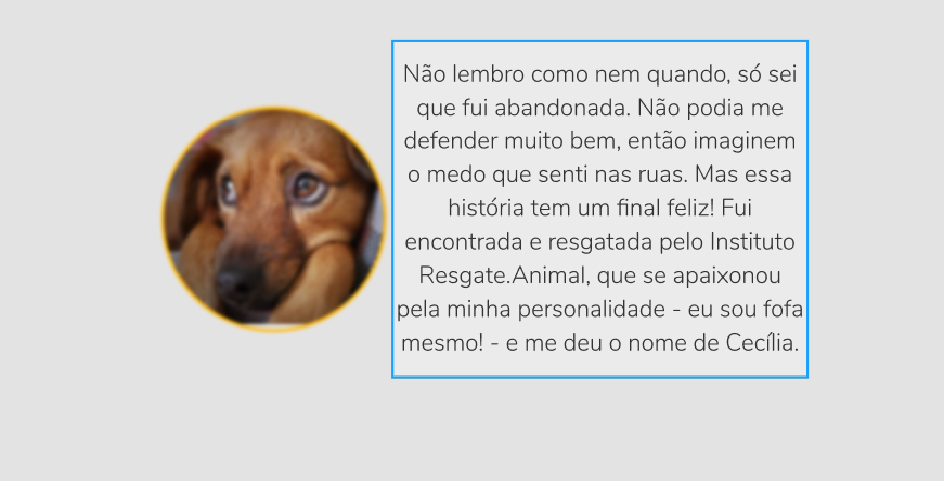 Não lembro como nem quando, só sei
que fui abandonada. Não podia me
defender muito bem, então imaginem
o medo que senti nas ruas. Mas essa
história tem um final feliz! Fui
encontrada e resgatada pelo Instituto
Resgate.Animal, que se apaixonou
pela minha personalidade - eu sou fofa
mesmo! - e me deu o nome de Cecília.